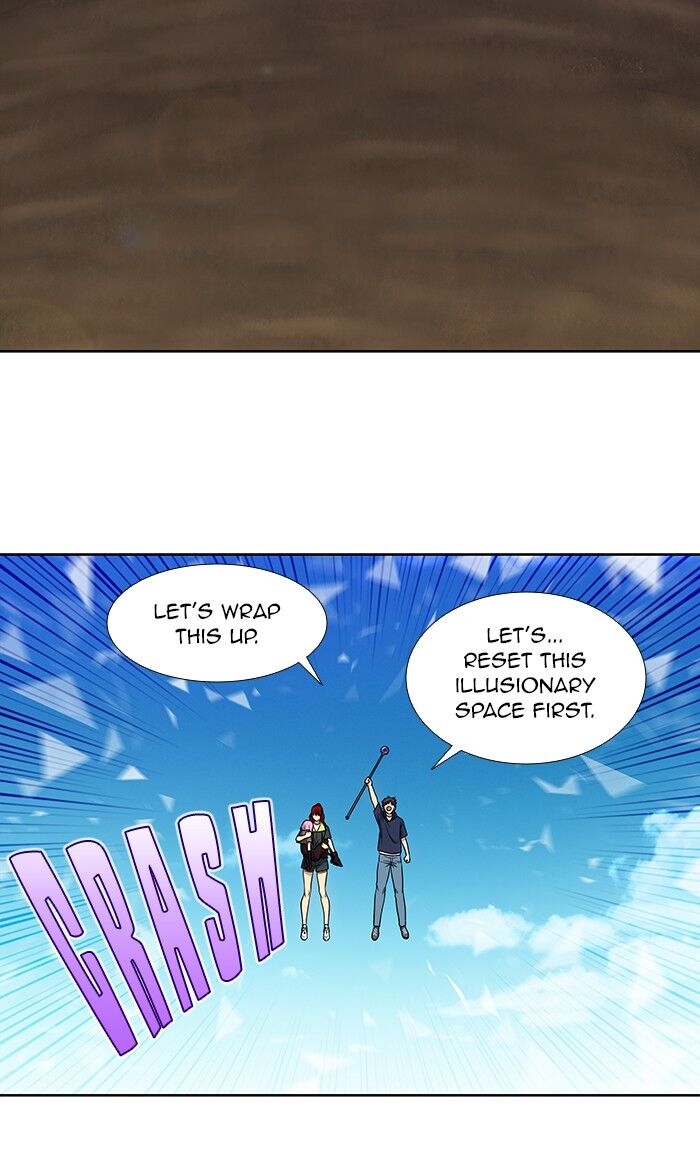 LET'S WRAP
THIS UP.
LET'S...
RESET THIS
ILLUSIONARY
SPACE FIRST.
CRASH